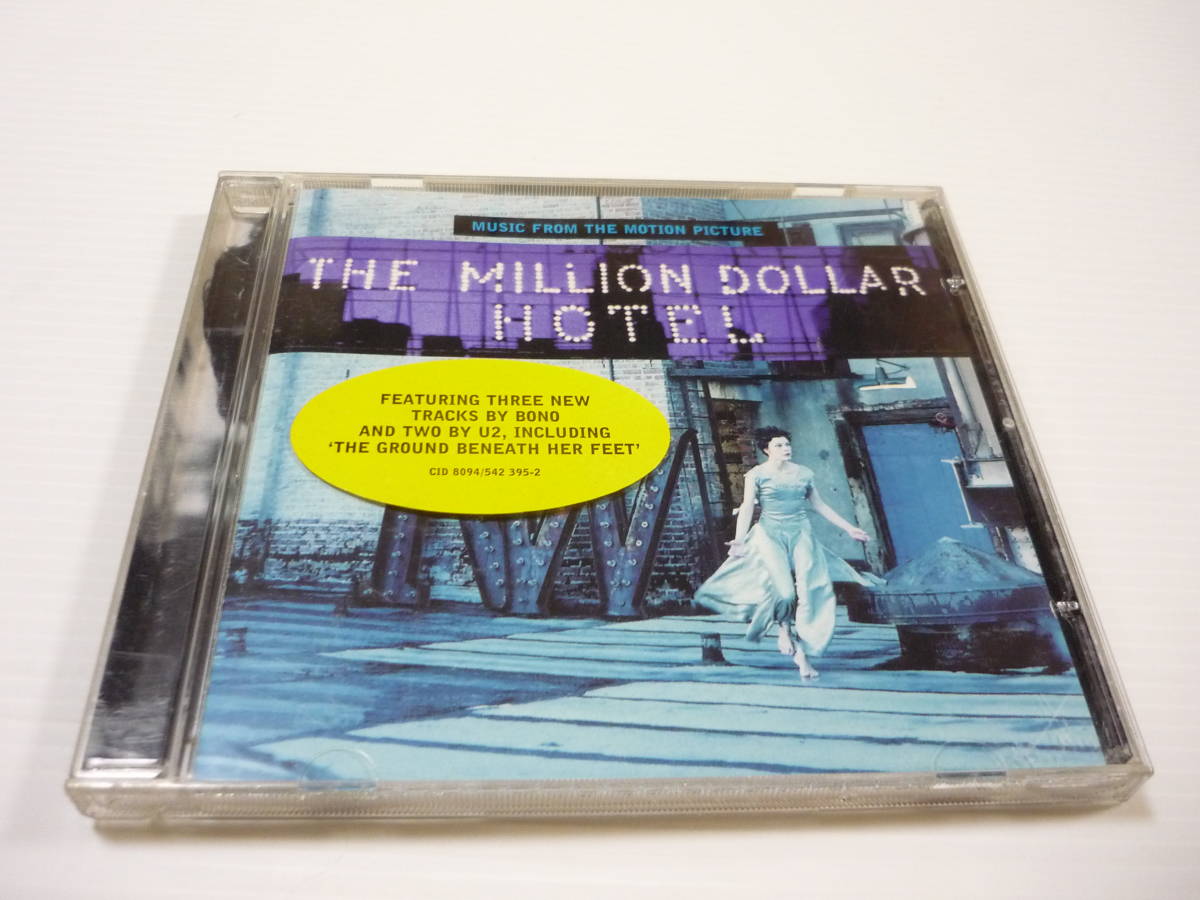 MUSIC FROM THE MOTION PICTURE
THE MILLION DOLLAR
HOTEL
FEATURING THREE NEW
TRACKS BY BONO
AND TWO BY U2, INCLUDING
'THE GROUND BENEATH HER FEET'
CID 8094/542 395-2